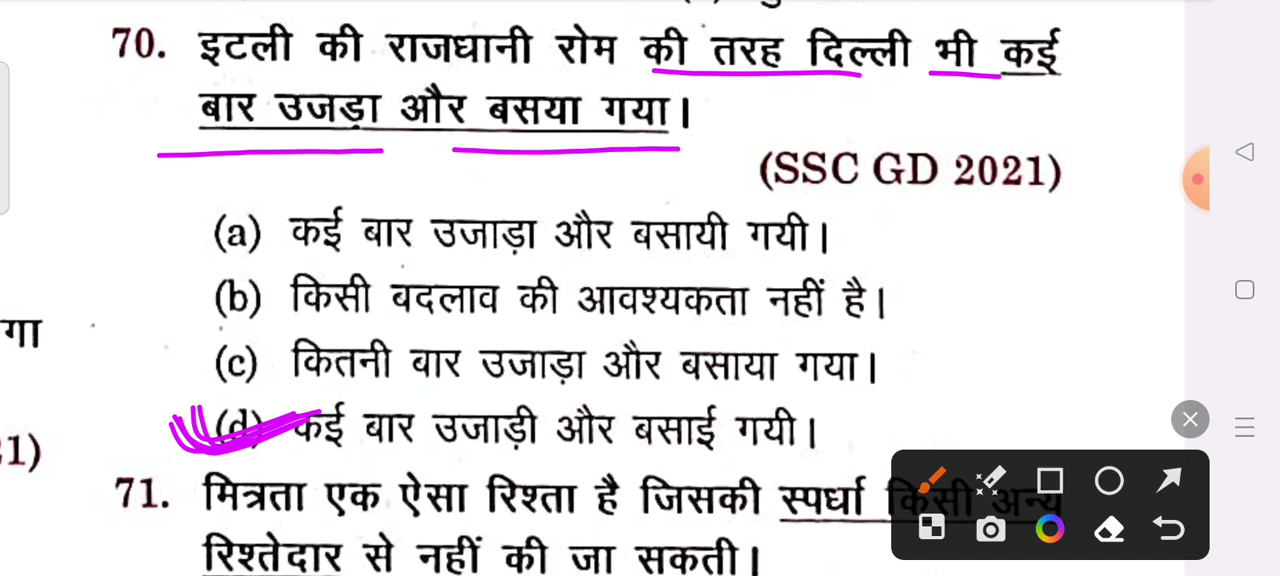 70. इटली की राजधानी रोम की तरह दिल्ली भी कई
बार उजड़ा और बसया गया।
(SSC GD 2021)
(a) कई बार उजाड़ा और बसायी गयी।
(b) किसी बदलाव की आवश्यकता नहीं है।
(c) कितनी बार उजाड़ा और बसाया गया।
(d) कई बार उजाड़ी और बसाई गयी।
गा
1)
71. मित्रता एक ऐसा रिश्ता है जिसकी स्पर्धा किसी अन्य
रिश्तेदार से नहीं की जा सकती।